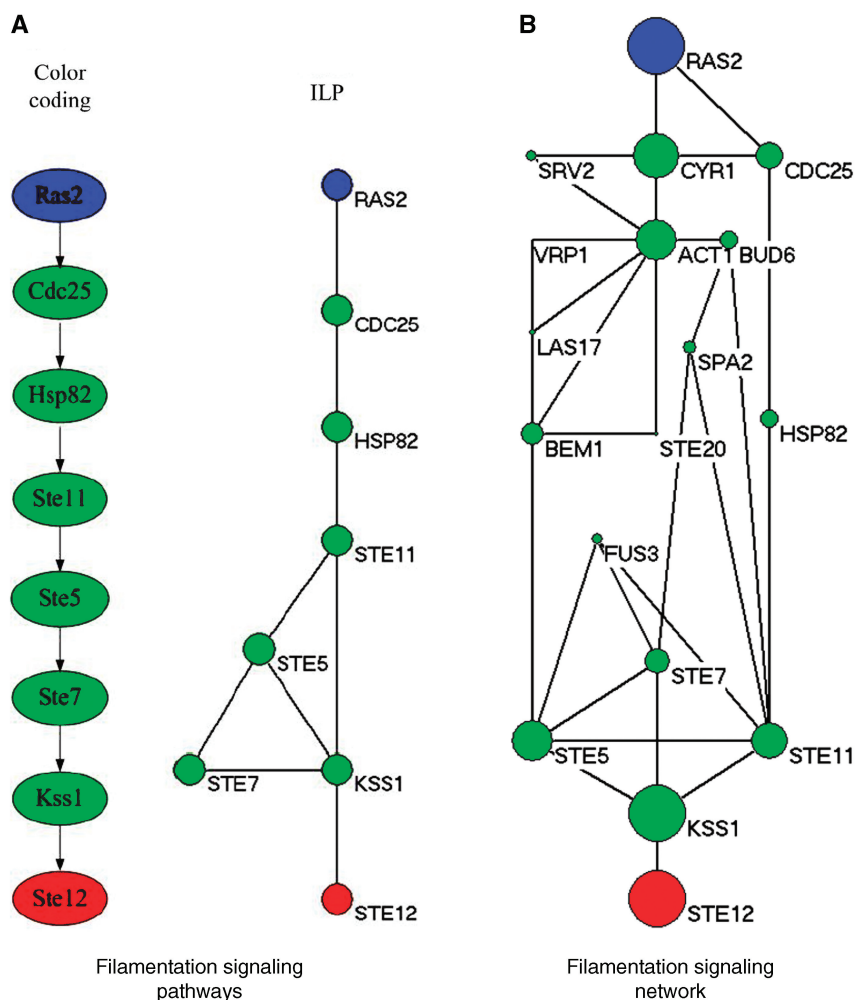 A
Color
coding
ILP
Ras2
Cdc25
Hsp82
Ste11
Ste5
Ste7
Kss1
Ste12
RAS2
CDC25
HSP82
STE11
STE5
STE7
KSS1
STE12
Filamentation signaling
pathways
B
RAS2
SRV2
CYR1
CDC25
VRP1
ACT1
BUD6
LAS17
SPA2
HSP82
BEM1
STE20
FUS3
STE7
STE5
STE11
KSS1
STE12
Filamentation signaling
network